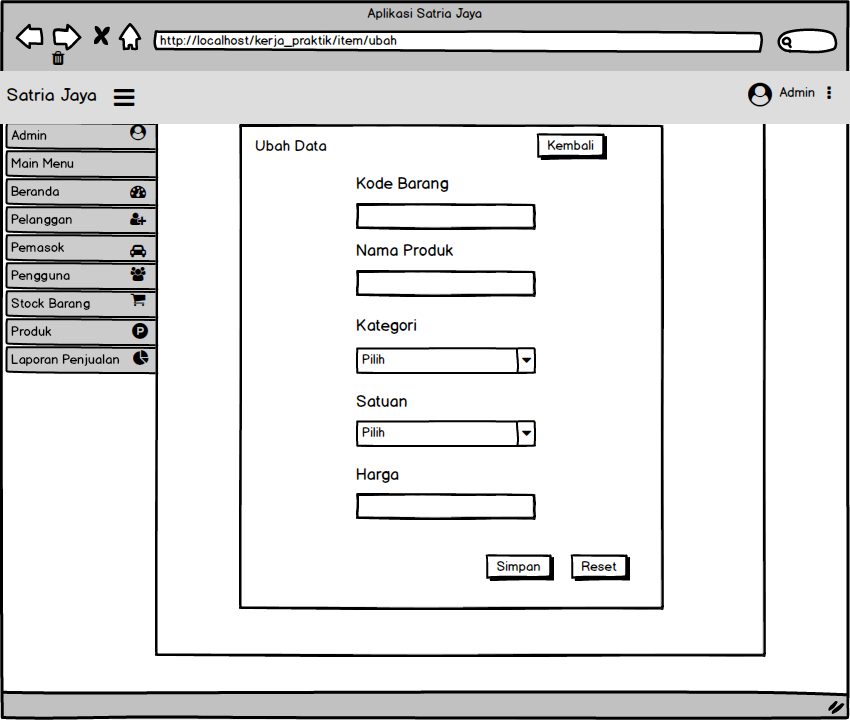 Aplikasi Satria Jaya
http://localhost/kerja_praktik/item/ubah
Satria Jaya
Admin
Admin
Main Menu
Beranda
Pelanggan
Pemasok
Pengguna
Stock Barang
Produk
P
Laporan Penjualan
Ubah Data
Kembali
Kode Barang
Nama Produk
Kategori
Pilih
Satuan
Pilih
Harga
Simpan
Reset